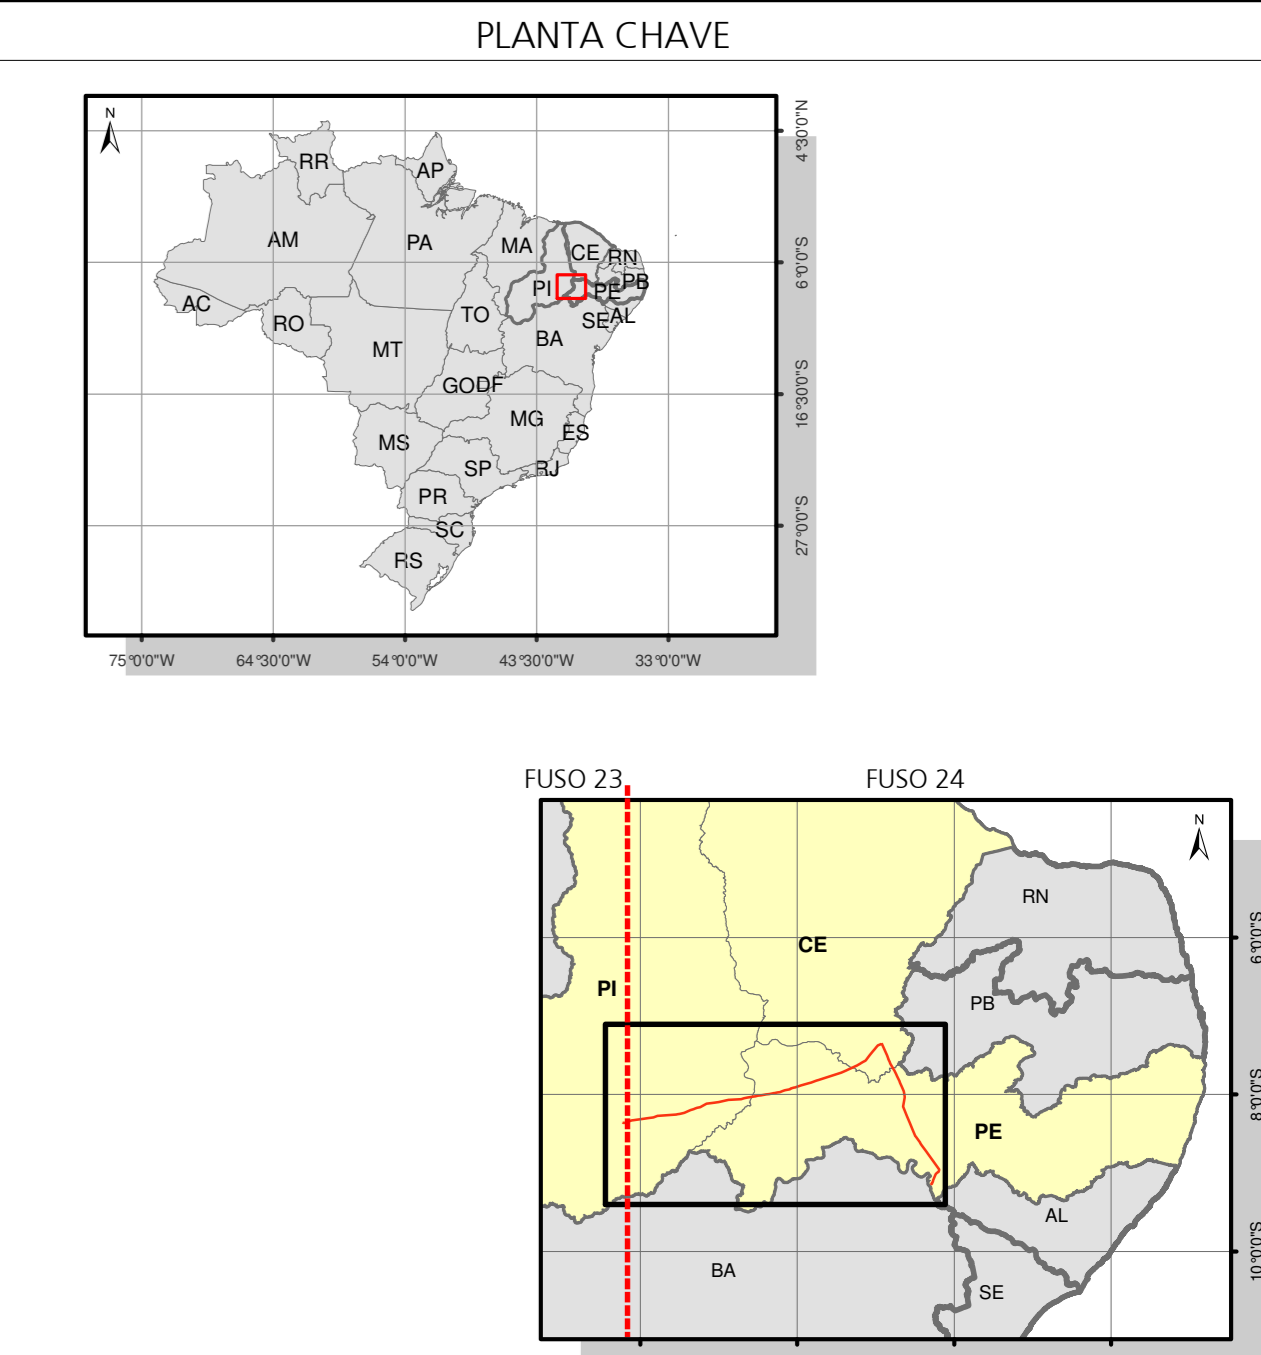 PLANTA CHAVE
N
RR
AP
AM
PA
MA
CE
RN
PB
PI
PE
AC
RO
TO
SE
AL
BA
MT
GO
DF
MG
ES
MS
SP
RJ
PR
SC
RS
4°30'0"N
6°0'0"S
16°30'0"S
27°0'0"S
75°0'0"W
64°30'0"W
54°0'0"W
43°30'0"W
33°0'0"W
FUSO 23
FUSO 24
N
RN
CE
PI
PB
PE
AL
BA
SE
6°0'0"S
8°0'0"S
10°0'0"S